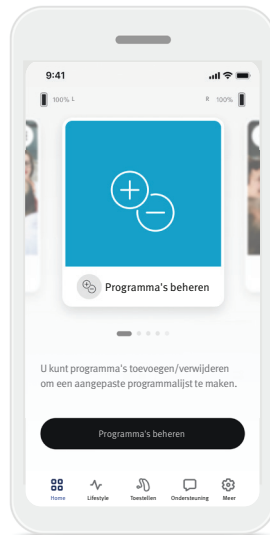 9:41
100% L R 100%
Programma's beheren
U kunt programma's toevoegen/verwijderen
om een aangepaste programmalijst te maken.
Programma's beheren
Home Lifestyle Toestellen Ondersteuning Meer